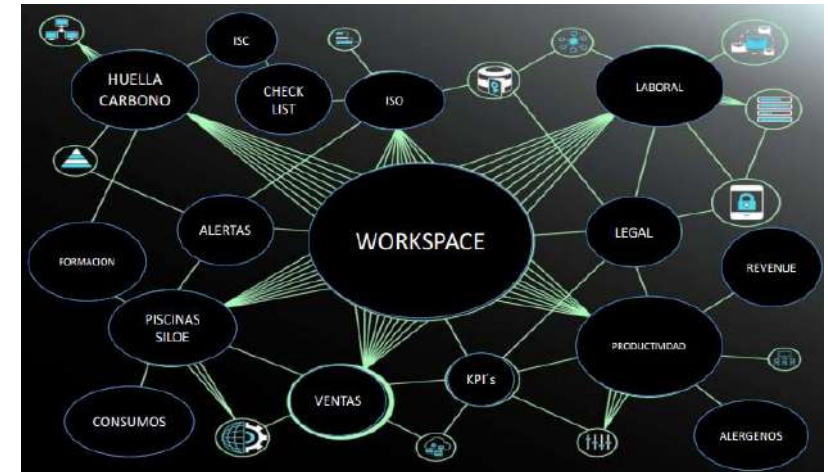 ISC
HUELLA
CARBONO
CHECK
LIST
ISO
LABORAL
ALERTAS
WORKSPACE
LEGAL
FORMACION
REVENUE
PISCINAS
SILOE
PRODUCTIVIDAD
KPI´s
VENTAS
CONSUMOS
ALERGENOS